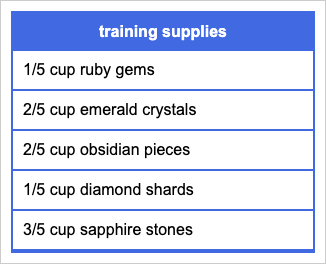 training supplies
1/5 cup ruby gems
2/5 cup emerald crystals
2/5 cup obsidian pieces
1/5 cup diamond shards
3/5 cup sapphire stones